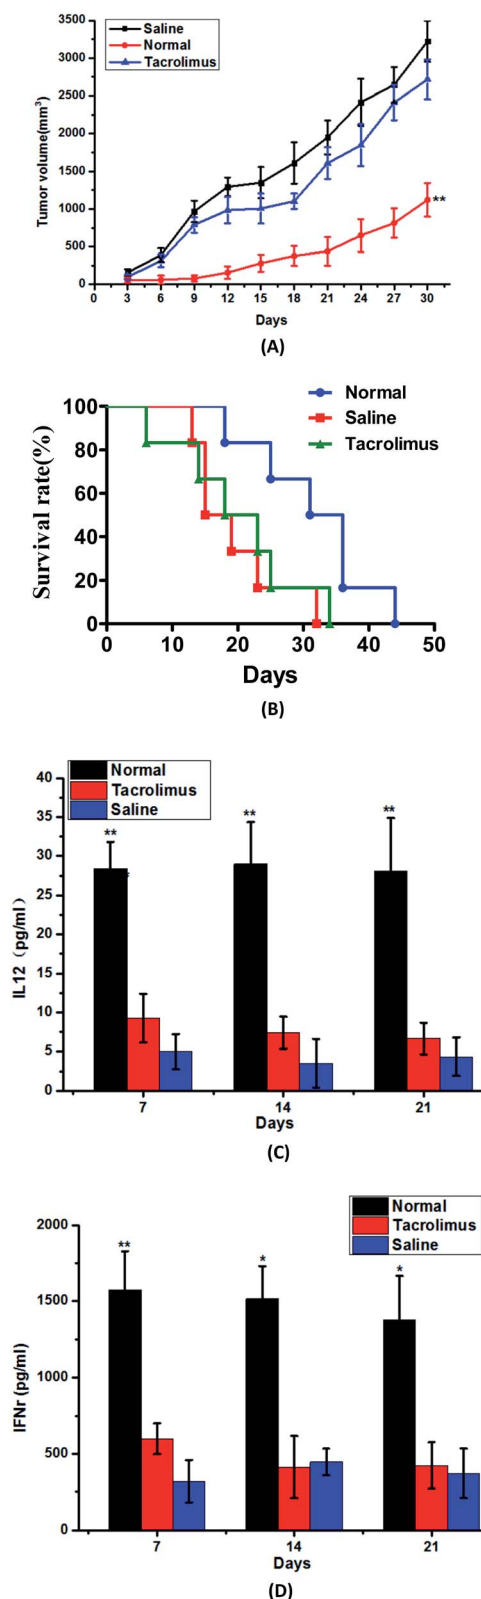 Saline
Normal
Tacrolimus
3500
3000
2500
2000
1500
1000
500
0
Tumor volume(mm³)
**
0 3 6 9 12 15 18 21 24 27 30
Days
(A)
Normal
Saline
Tacrolimus
100
80
60
40
20
0
Survival rate(%)
0 10 20 30 40 50
Days
(B)
Normal
Tacrolimus
Saline
40
35
30
25
20
15
10
5
0
IL12（pg/ml）
** ** **
7 14 21
Days
(C)
Normal
Tacrolimus
Saline
2000
1500
1000
500
0
IFNr (pg/ml)
** * *
7 14 21
Days
(D)